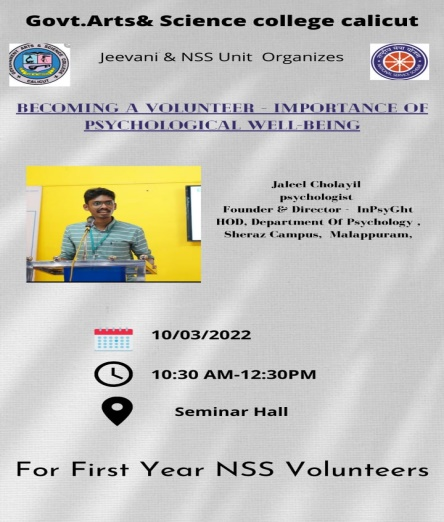 Govt.Arts& Science college calicut
Jeevani & NSS Unit Organizes
BECOMING A VOLUNTEER - IMPORTANCE OF
PSYCHOLOGICAL WELL-BEING
Jaleel Cholayil
psychologist
Founder & Director - InPsyGht
HOD, Department Of Psychology ,
Sheraz Campus, Malappuram,
10/03/2022
10:30 AM-12:30PM
Seminar Hall
For First Year NSS Volunteers